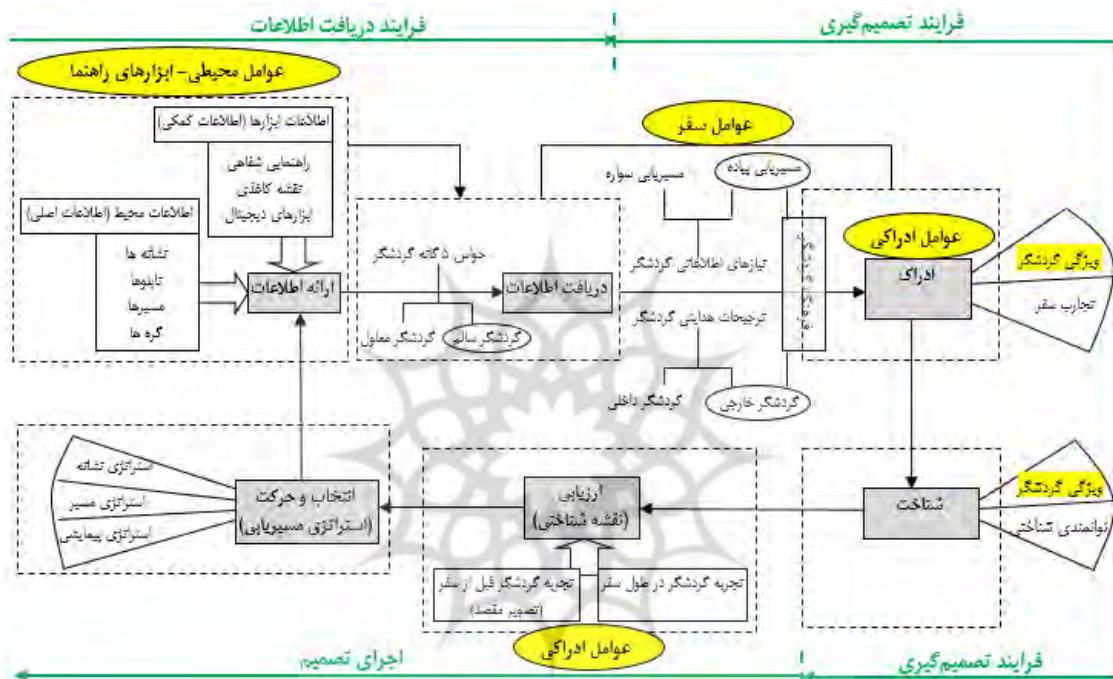 فرایند تصمیم‌گیری
فرایند دریافت اطلاعات
عوامل محیطی- ابزارهای راهنما
اطلاعات ابزارها (اطلاعات کمکی)
راهنمایی شفاهی
نقشه کاغذی
ابزارهای دیجیتال
اطلاعات محیط (اطلاعات اصلی)
نشانه ها
تابلوها
مسیرها
گره ها
ارائه اطلاعات
حواس ۵ گانه گردشگر
گردشگر سالم
گردشگر معلول
دریافت اطلاعات
عوامل سفر
مسیریابی پیاده
مسیریابی سواره
نیازهای اطلاعاتی گردشگر
ترجیحات هدایتی گردشگر
گردشگر خارجی
گردشگر داخلی
فرهنگ گردشگر
عوامل ادراکی
ادراک
ویژگی گردشگر
تجارب سفر
شناخت
ویژگی گردشگر
توانمندی شناختی
ارزیابی
(نقشه شناختی)
تجربه گردشگر در طول سفر
تجربه گردشگر قبل از سفر
(تصویر مقصد)
عوامل ادراکی
انتخاب و حرکت
(استراتژی مسیریابی)
استراتژی نشانه
استراتژی مسیر
استراتژی پیمایشی
فرایند تصمیم‌گیری
اجرای تصمیم